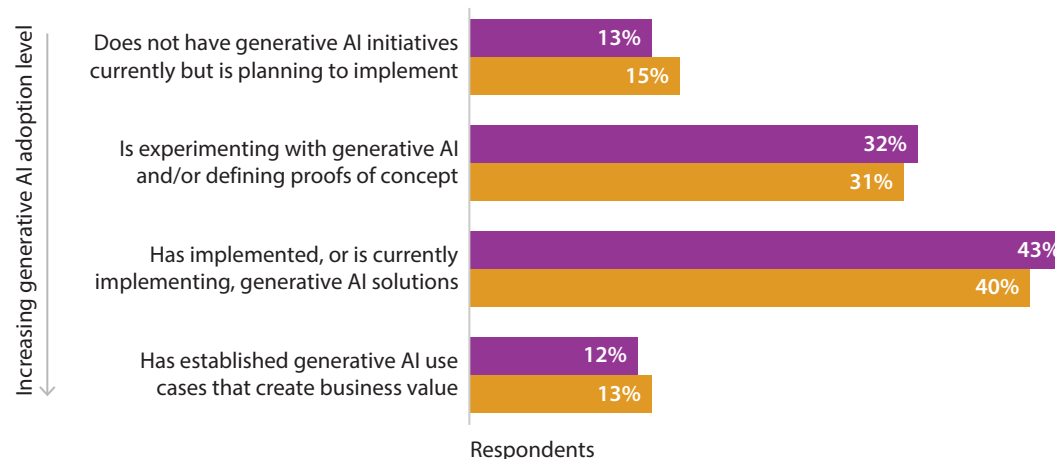 Increasing generative AI adoption level
Does not have generative AI initiatives
currently but is planning to implement
13%
15%
Is experimenting with generative AI
and/or defining proofs of concept
32%
31%
Has implemented, or is currently
implementing, generative AI solutions
43%
40%
Has established generative AI use
cases that create business value
12%
13%
Respondents